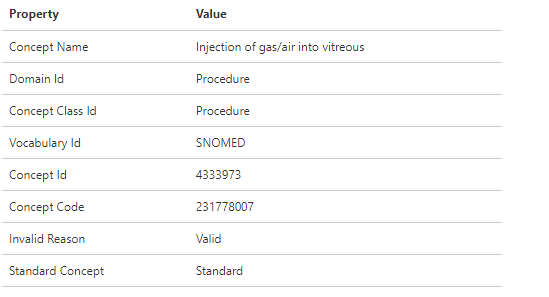 Property Value
Concept Name Injection of gas/air into vitreous
Domain Id Procedure
Concept Class Id Procedure
Vocabulary Id SNOMED
Concept Id 4333973
Concept Code 231778007
Invalid Reason Valid
Standard Concept Standard